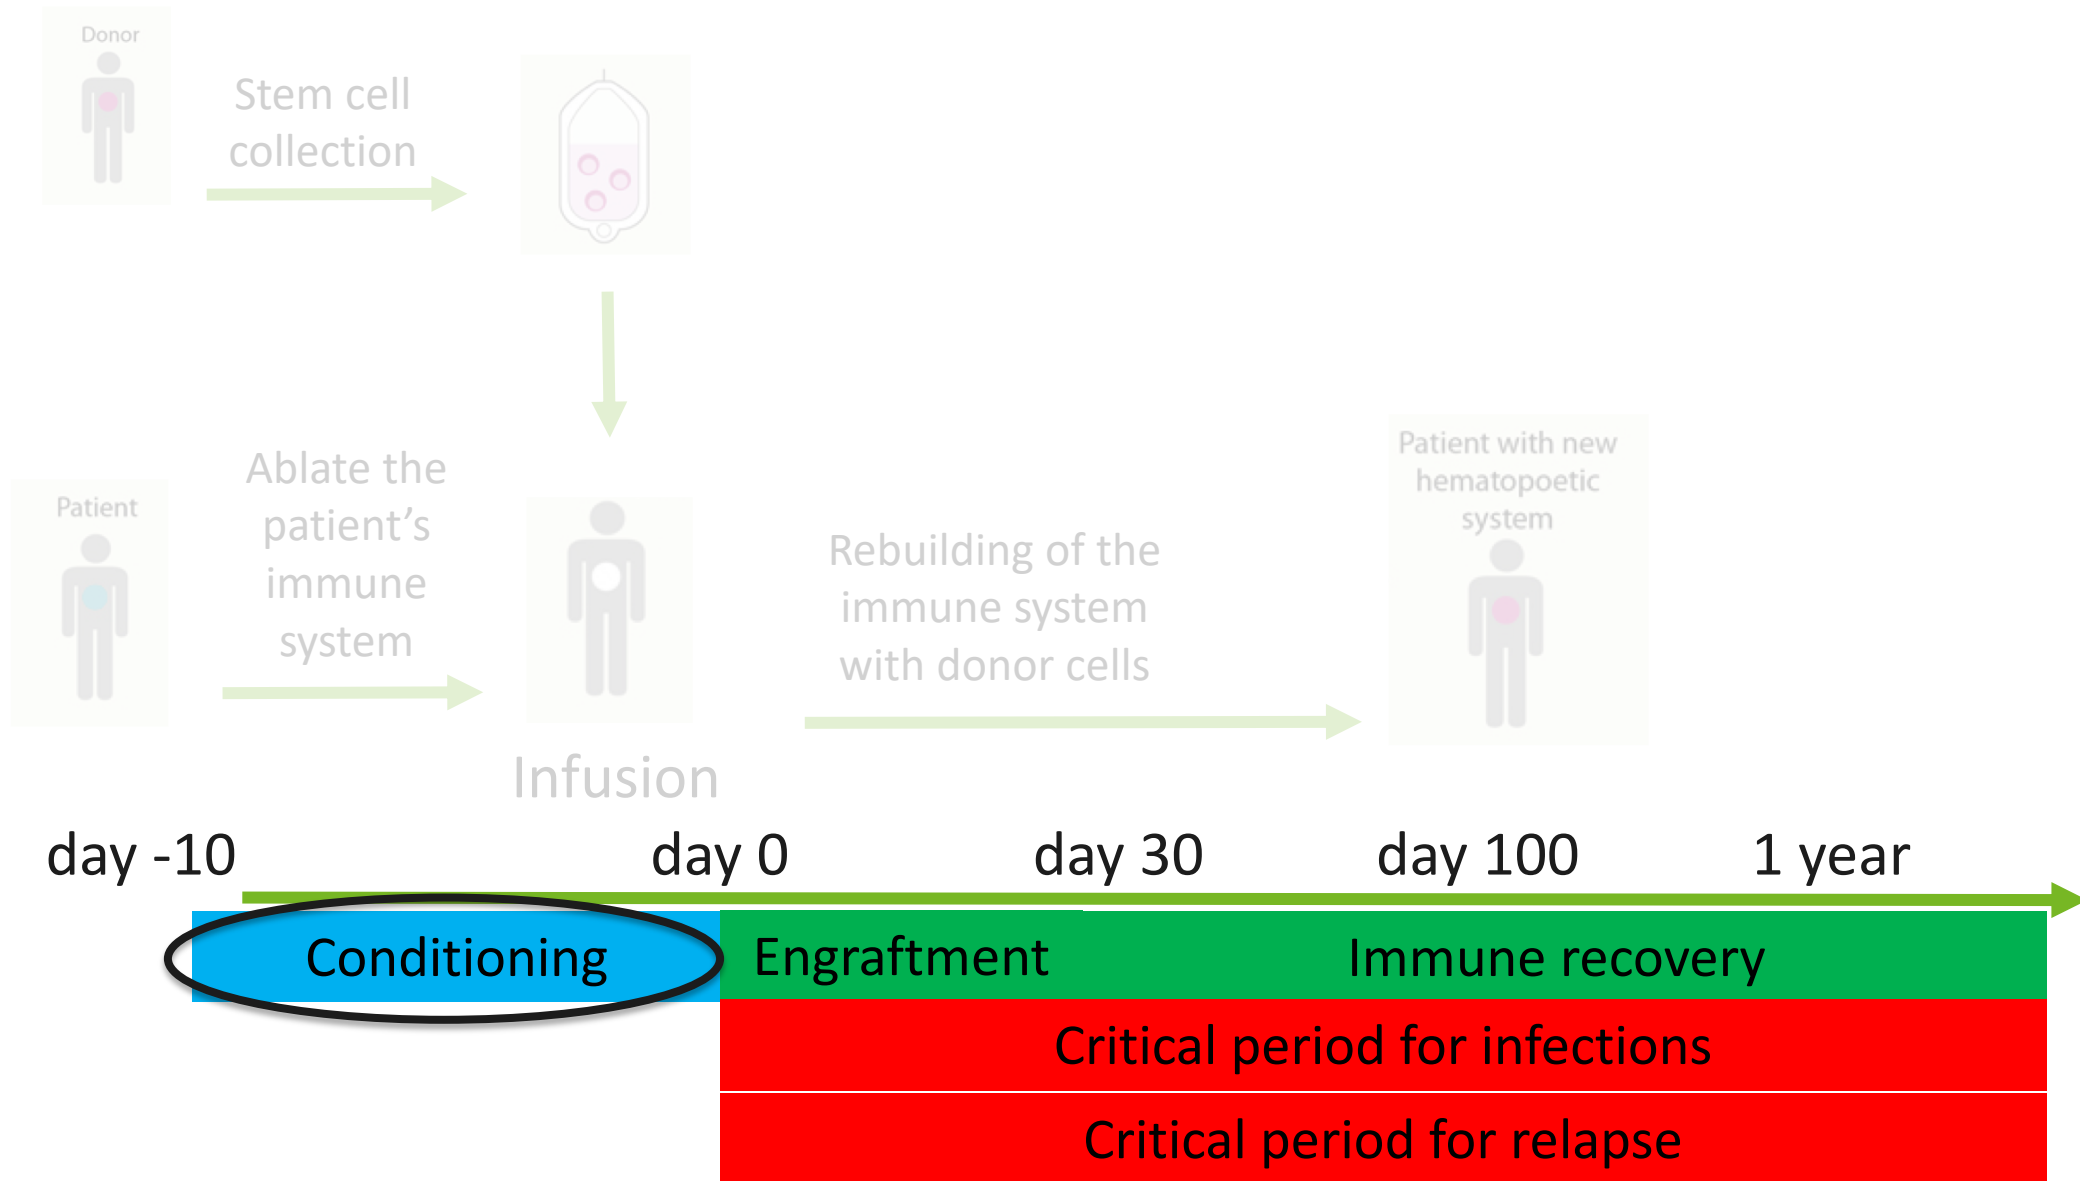 Donor
Stem cell
collection
Patient
Ablate the
patient’s
immune
system
Infusion
Rebuilding of the
immune system
with donor cells
Patient with new
hematopoetic
system
day -10
day 0
day 30
day 100
1 year
Conditioning
Engraftment
Immune recovery
Critical period for infections
Critical period for relapse